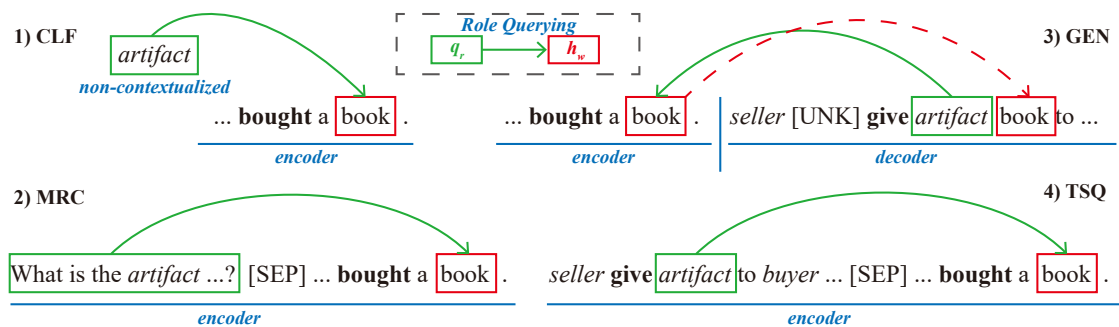 1) CLF
artifact
non-contextualized
... bought a book .
encoder
Role Querying
q_r h_w
3) GEN
... bought a book . seller [UNK] give artifact book to ...
encoder decoder
2) MRC
What is the artifact ...? [SEP] ... bought a book .
encoder
4) TSQ
seller give artifact to buyer ... [SEP] ... bought a book .
encoder